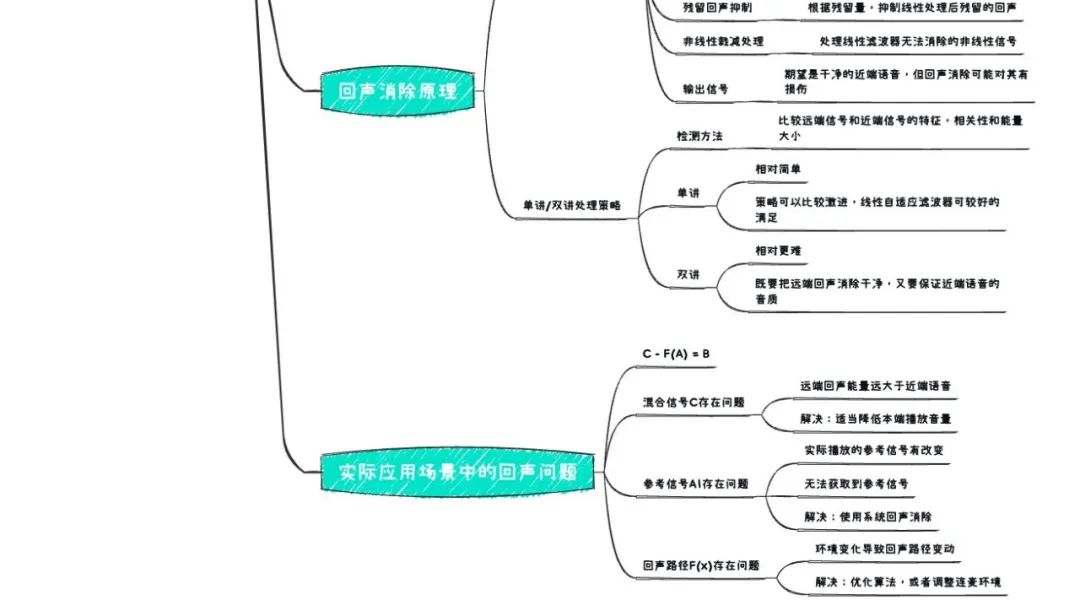 残留回声抑制
根据残留量，抑制线性处理后残留的回声
非线性戡减处理
处理线性滤波器无法消除的非线性信号
输出信号
期望是干净的近端语音，但回声消除可能对其有
损伤
回声消除原理
单讲/双讲处理策略
检测方法
比较远端信号和近端信号的特征，相关性和能量
大小
单讲
相对简单
策略可以比较激进，线性自适应滤波器可较好的
满足
双讲
相对更难
既要把远端回声消除干净，又要保证近端语音的
音质
实际应用场景中的回声问题
C - F(A) = B
混合信号C存在问题
远端回声能量远大于近端语音
解决：适当降低本端播放音量
参考信号A|存在问题
实际播放的参考信号有改变
无法获取到参考信号
解决：使用系统回声消除
回声路径F(x)存在问题
环境变化导致回声路径变动
解决：优化算法，或者调整连麦环境